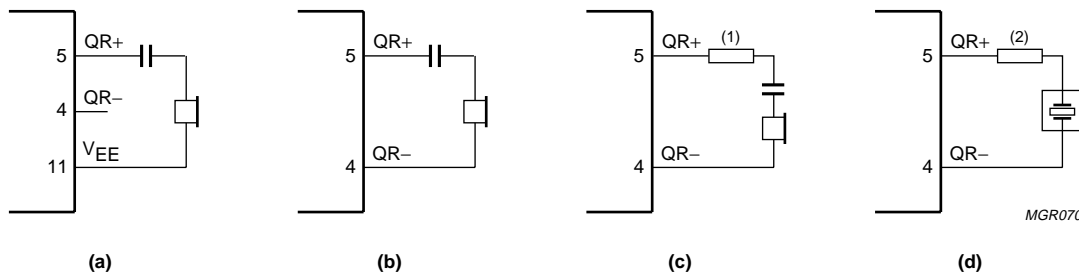 5 QR+
4 QR−
11 VEE
(a)
5 QR+
4 QR−
(b)
5 QR+ (1)
4 QR−
(c)
5 QR+ (2)
4 QR−
MGR070
(d)